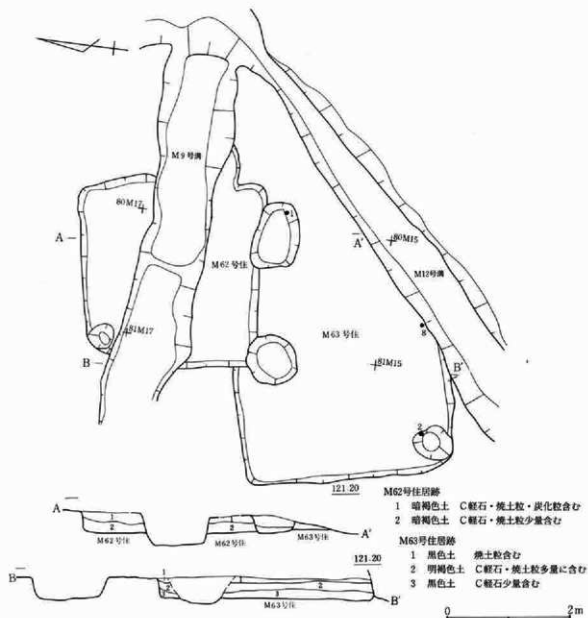 M9号溝
80M17
1
A
M62号住
A'
80M15
M12号溝
M63号住
8
81M17
B
81M15
B'
2
121.20
M62号住居跡
1 暗褐色土 C軽石・焼土粒・炭化粒含む
2 暗褐色土 C軽石・焼土粒少量含む
M63号住居跡
1 黒色土 焼土粒含む
2 明褐色土 C軽石・焼土粒多量に含む
3 黒色土 C軽石少量含む
A
1
2
M62号住
2
M62号住
M63号住
A'
121.20
B
1
2
2
3
M63号住
B'
0 2m